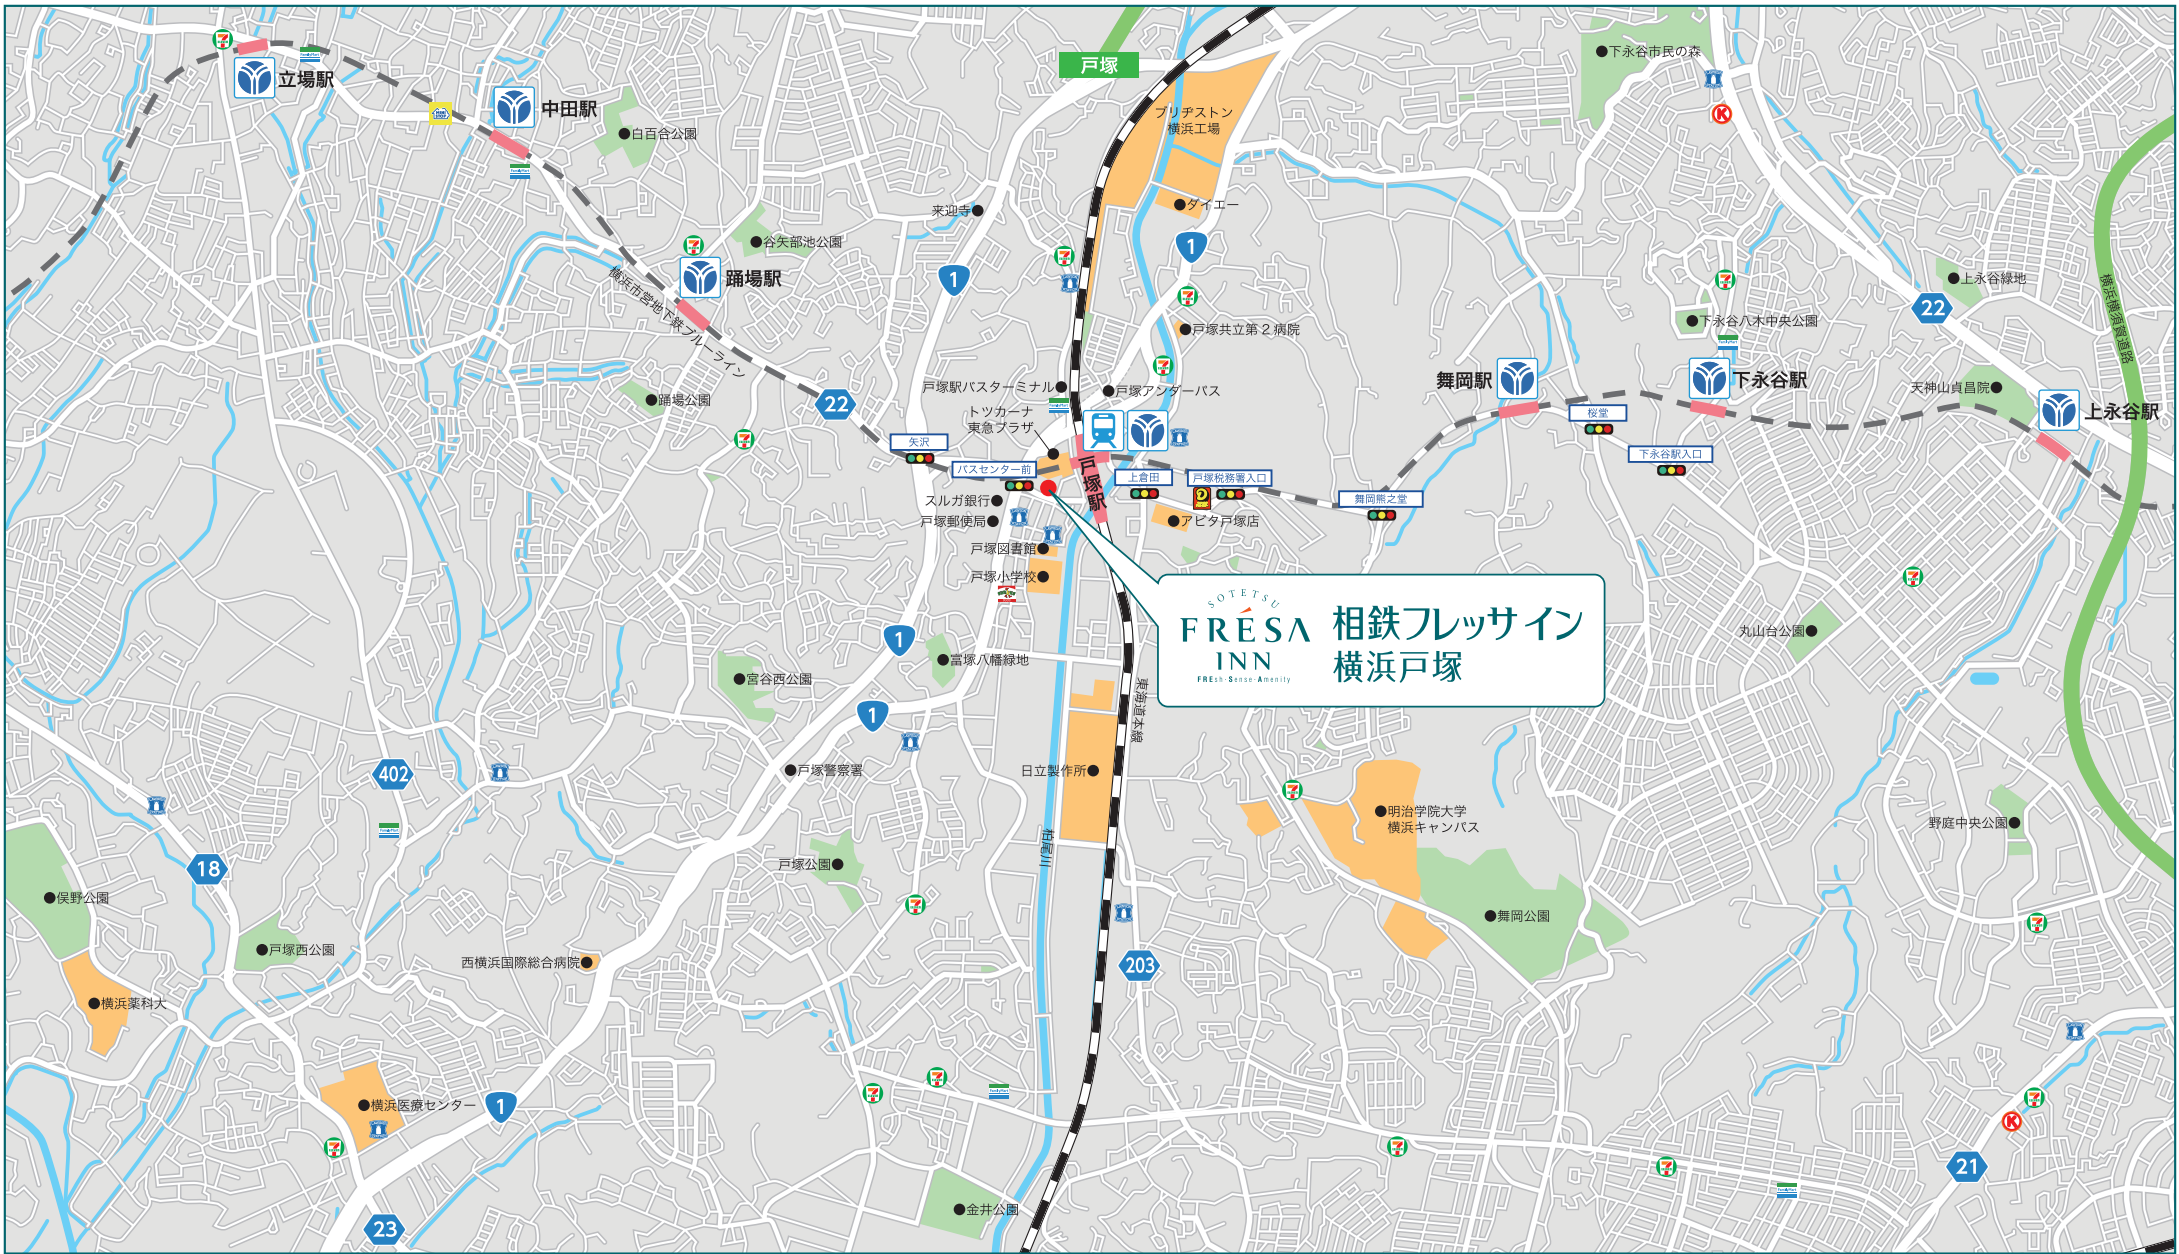 立場駅
中田駅
白百合公園
戸塚
ブリヂストン
横浜工場
下永谷市民の森
来迎寺
ダイエー
谷矢部池公園
踊場駅
横浜市営地下鉄ブルーライン
1
1
上永谷緑地
22
横浜横須賀道路
下永谷八木中央公園
戸塚共立第2病院
戸塚駅バスターミナル
戸塚アンダーパス
舞岡駅
下永谷駅
天神山貞昌院
上永谷駅
踊場公園
22
トツカーナ
東急プラザ
桜堂
矢沢
バスセンター前
戸塚駅
上倉田
戸塚税務署入口
下永谷駅入口
舞岡熊之堂
スルガ銀行
戸塚郵便局
アピタ戸塚店
戸塚図書館
戸塚小学校
SOTETSU
FRÉSA
INN
FREsh・Sense・Amenity
相鉄フレッサイン
横浜戸塚
丸山台公園
1
富塚八幡緑地
宮谷西公園
東海道本線
1
402
戸塚警察署
日立製作所
明治学院大学
横浜キャンパス
野庭中央公園
柏尾川
18
戸塚公園
俣野公園
舞岡公園
戸塚西公園
西横浜国際総合病院
203
横浜薬科大
横浜医療センター
1
21
金井公園
23